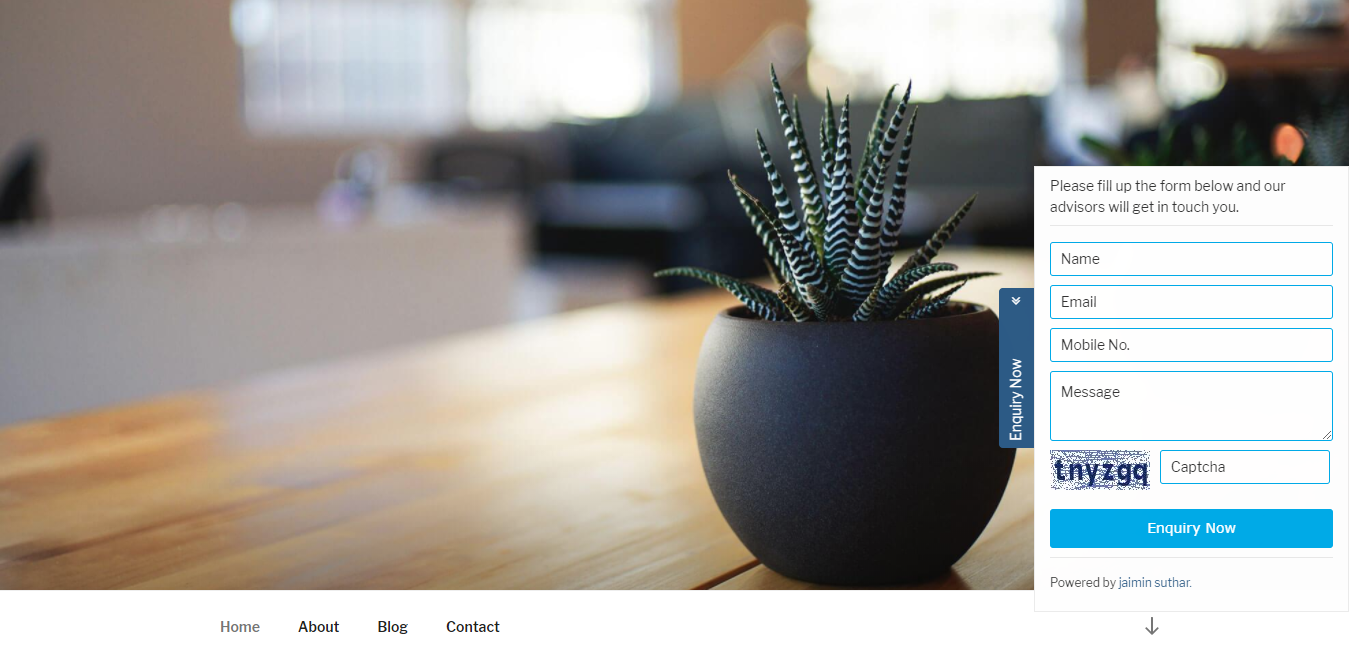 Please fill up the form below and our
advisors will get in touch you.
Name
Email
Mobile No.
Enquiry Now
Message
tnyzgq
Captcha
Enquiry Now
Powered by jaimin suthar.
Home
About
Blog
Contact